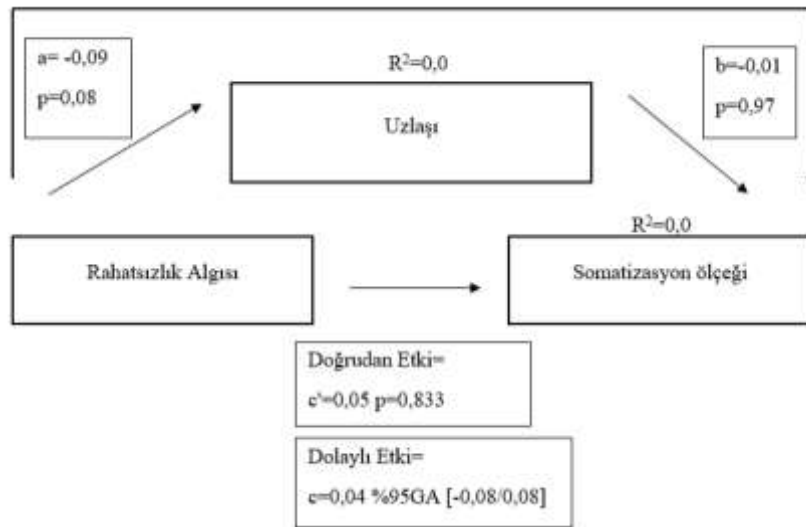 a= -0,09
p=0,08
R²=0,0
Uzlaşı
b=-0,01
p=0,97
R²=0,0
Rahatsızlık Algısı
Somatizasyon ölçeği
Doğrudan Etki=
c'=0,05 p=0,833
Dolaylı Etki=
c=0,04 %95GA [-0,08/0,08]